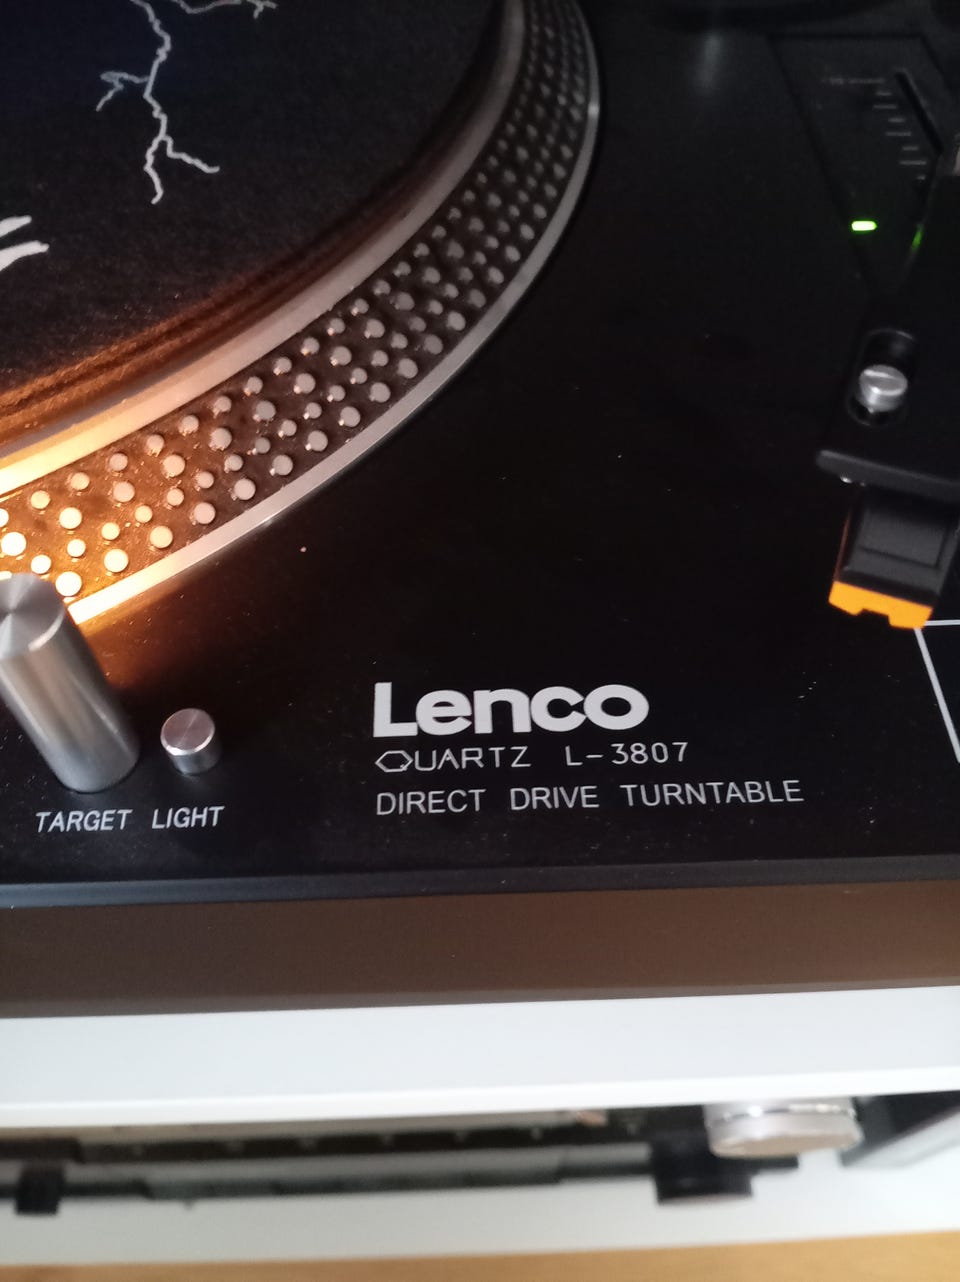 Lenco
QUARTZ L-3807
DIRECT DRIVE TURNTABLE
TARGET LIGHT